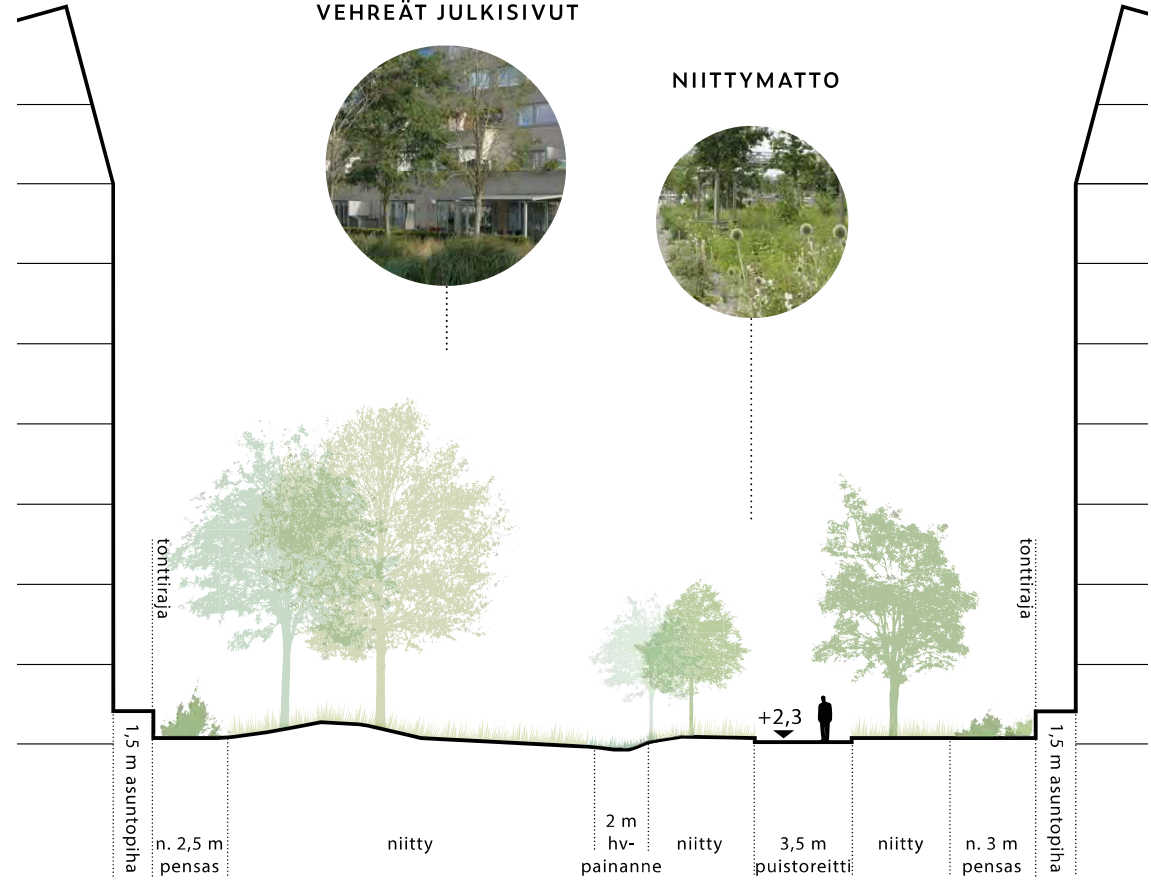 VEHREÄT JULKISIVUT
NIITTYMATTO
tonttiraja
tonttiraja
+2,3
1,5 m asuntopiha
n. 2,5 m
pensas
niitty
2 m
hv-
painanne
niitty
3,5 m
puistoreitti
niitty
n. 3 m
pensas
1,5 m asuntopiha